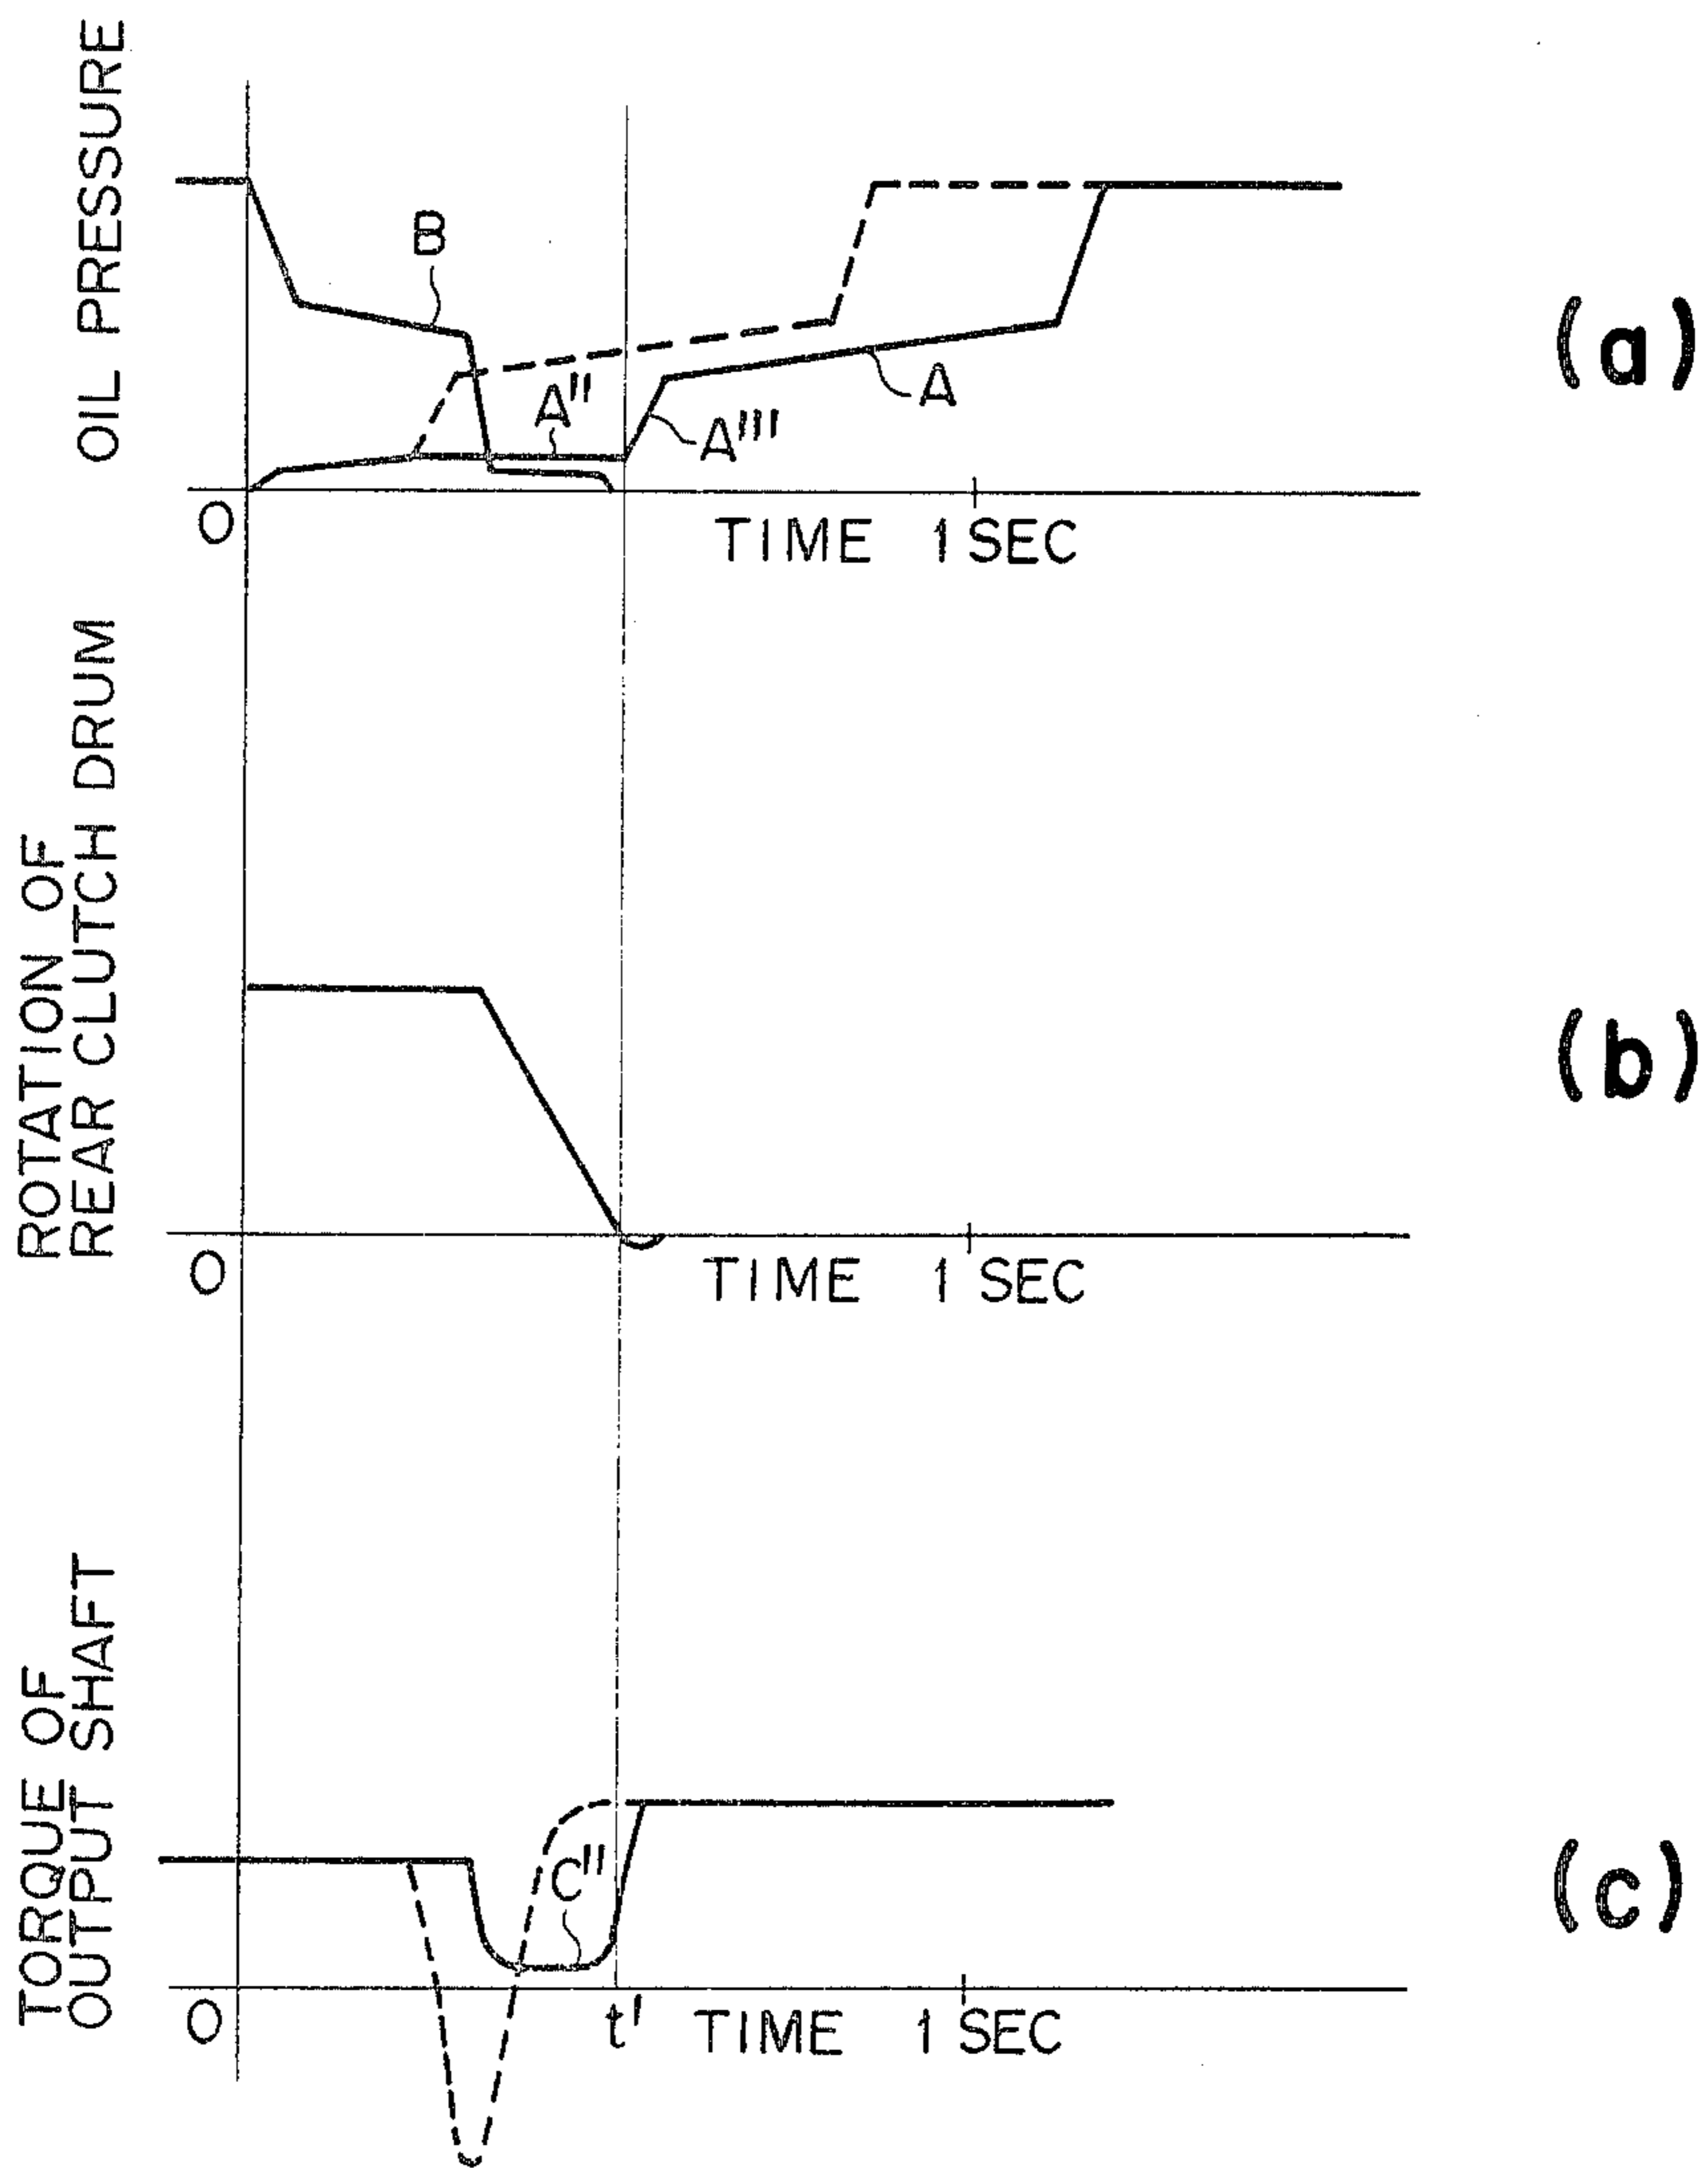 OIL PRESSURE
B
A"
A
A'''
(a)
O
TIME 1 SEC
ROTATION OF
REAR CLUTCH DRUM
(b)
O
TIME 1 SEC
TORQUE OF
OUTPUT SHAFT
C"
(c)
O
t' TIME 1 SEC